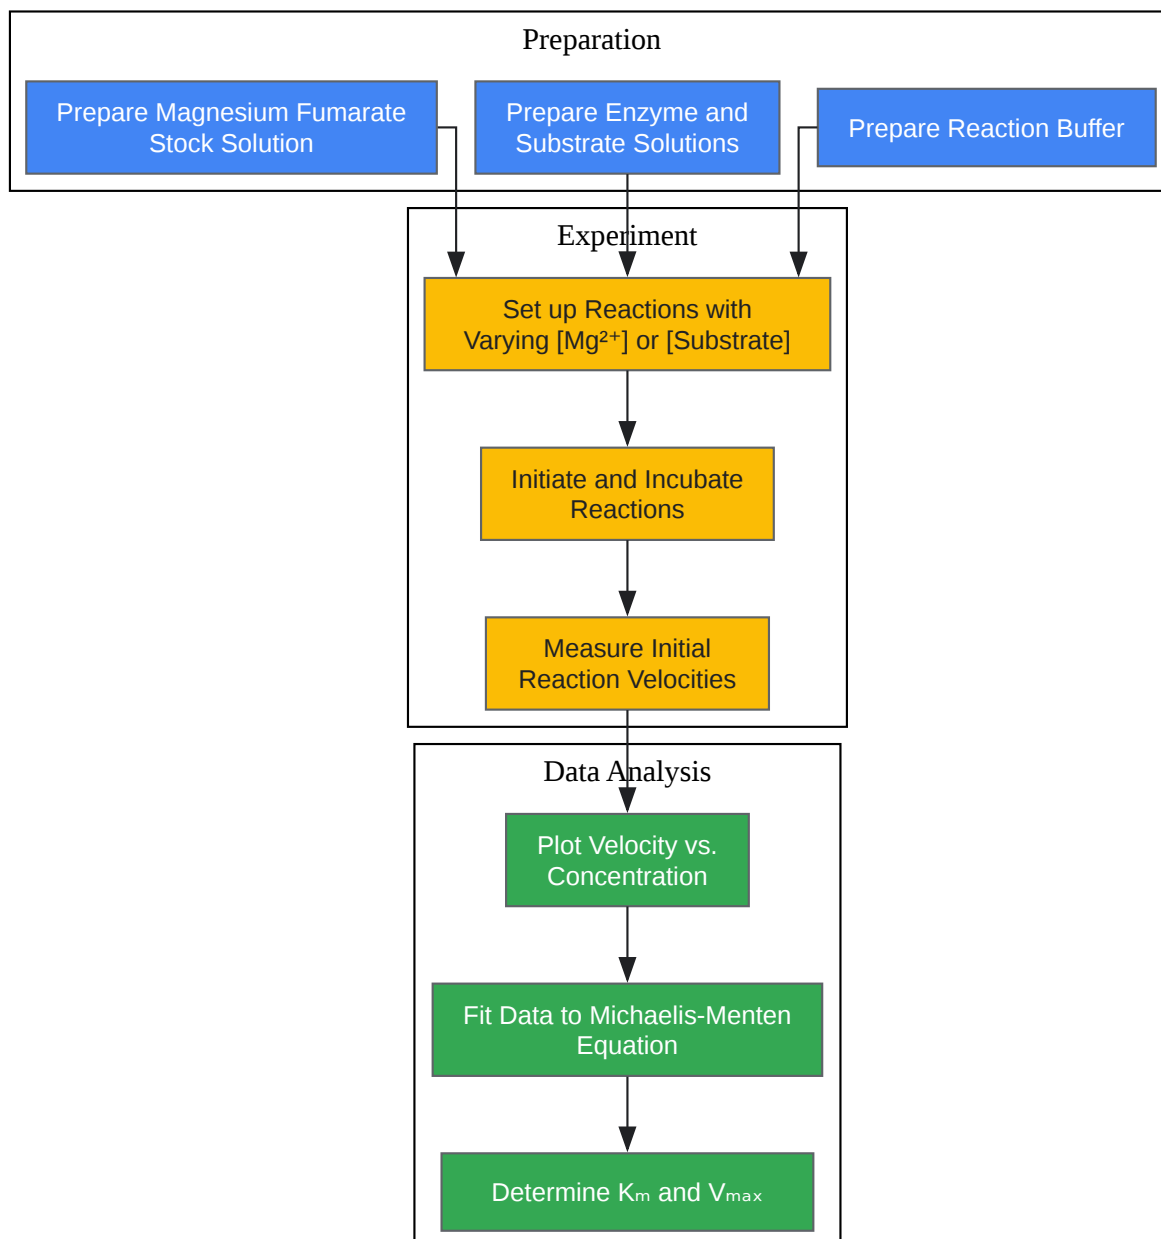 Preparation
Prepare Magnesium Fumarate
Stock Solution
Prepare Enzyme and
Substrate Solutions
Prepare Reaction Buffer
Experiment
Set up Reactions with
Varying [Mg²⁺] or [Substrate]
Initiate and Incubate
Reactions
Measure Initial
Reaction Velocities
Data Analysis
Plot Velocity vs.
Concentration
Fit Data to Michaelis-Menten
Equation
Determine Kₘ and Vₘₐₓ